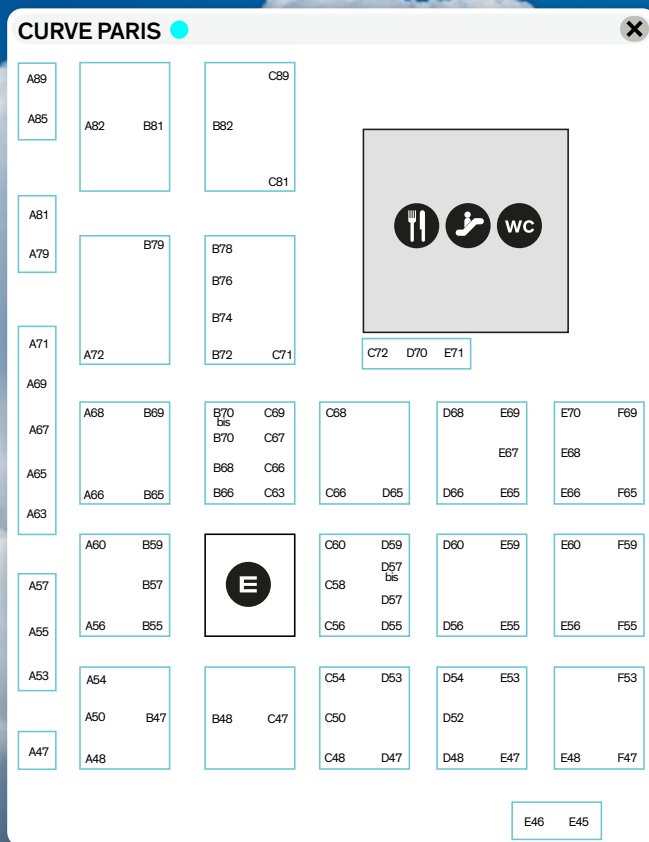 CURVE PARIS
A89 C89
A85 A82 B81 B82
C81
A81
A79 B79 B78
B76
B74
A72 B72 C71
WC
A71 C72 D70 E71
A69
A67
A65
A63
A68 B69 B70 bis C69 C68 D68 E69 E70 F69
B70 C67 E67 E68
B68 C66
A66 B65 B66 C63 C66 D65 D66 E65 E66 F65
A60 B59 C60 D59 D60 E59 E60 F59
A57 B57 E C58 D57 bis
D57
A55 A56 B55 C56 D55 D56 E55 E56 F55
A53 A54 C54 D53 D54 E53 F53
A50 B47 B48 C47 C50 D52
A47 A48 C48 D47 D48 E47 E48 F47
E46 E45